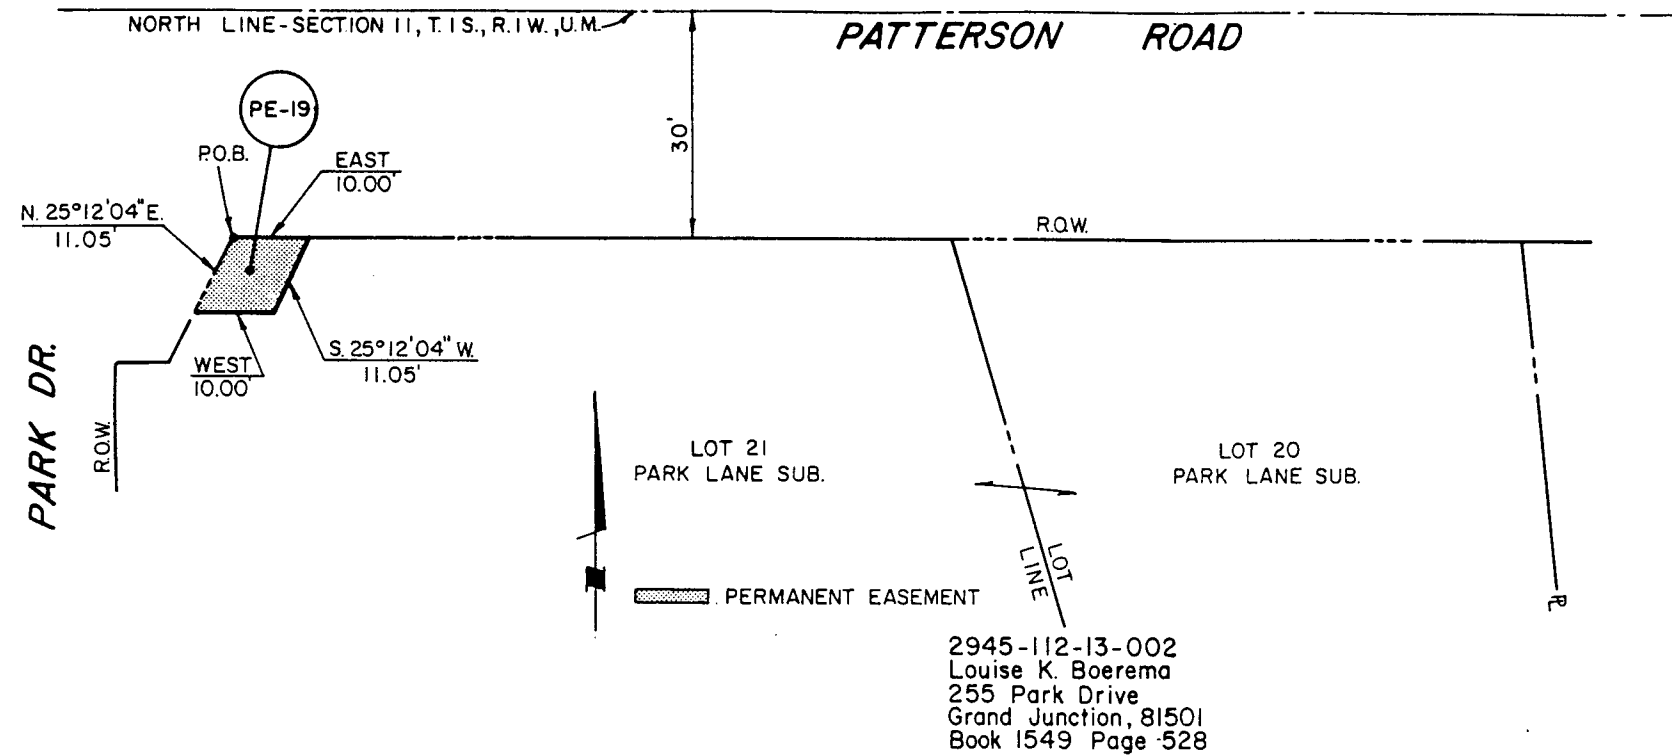 NORTH LINE-SECTION 11, T. 1 S., R. 1 W., U.M.
PATTERSON ROAD
PE-19
30'
P.O.B.
EAST
10.00'
N. 25°12'04" E.
11.05'
R.O.W.
S. 25°12'04" W.
11.05'
WEST
10.00'
PARK DR.
R.O.W.
LOT 21
PARK LANE SUB.
LOT 20
PARK LANE SUB.
LOT
LINE
PL
PERMANENT EASEMENT
2945-112-13-002
Louise K. Boerema
255 Park Drive
Grand Junction, 81501
Book 1549 Page 528